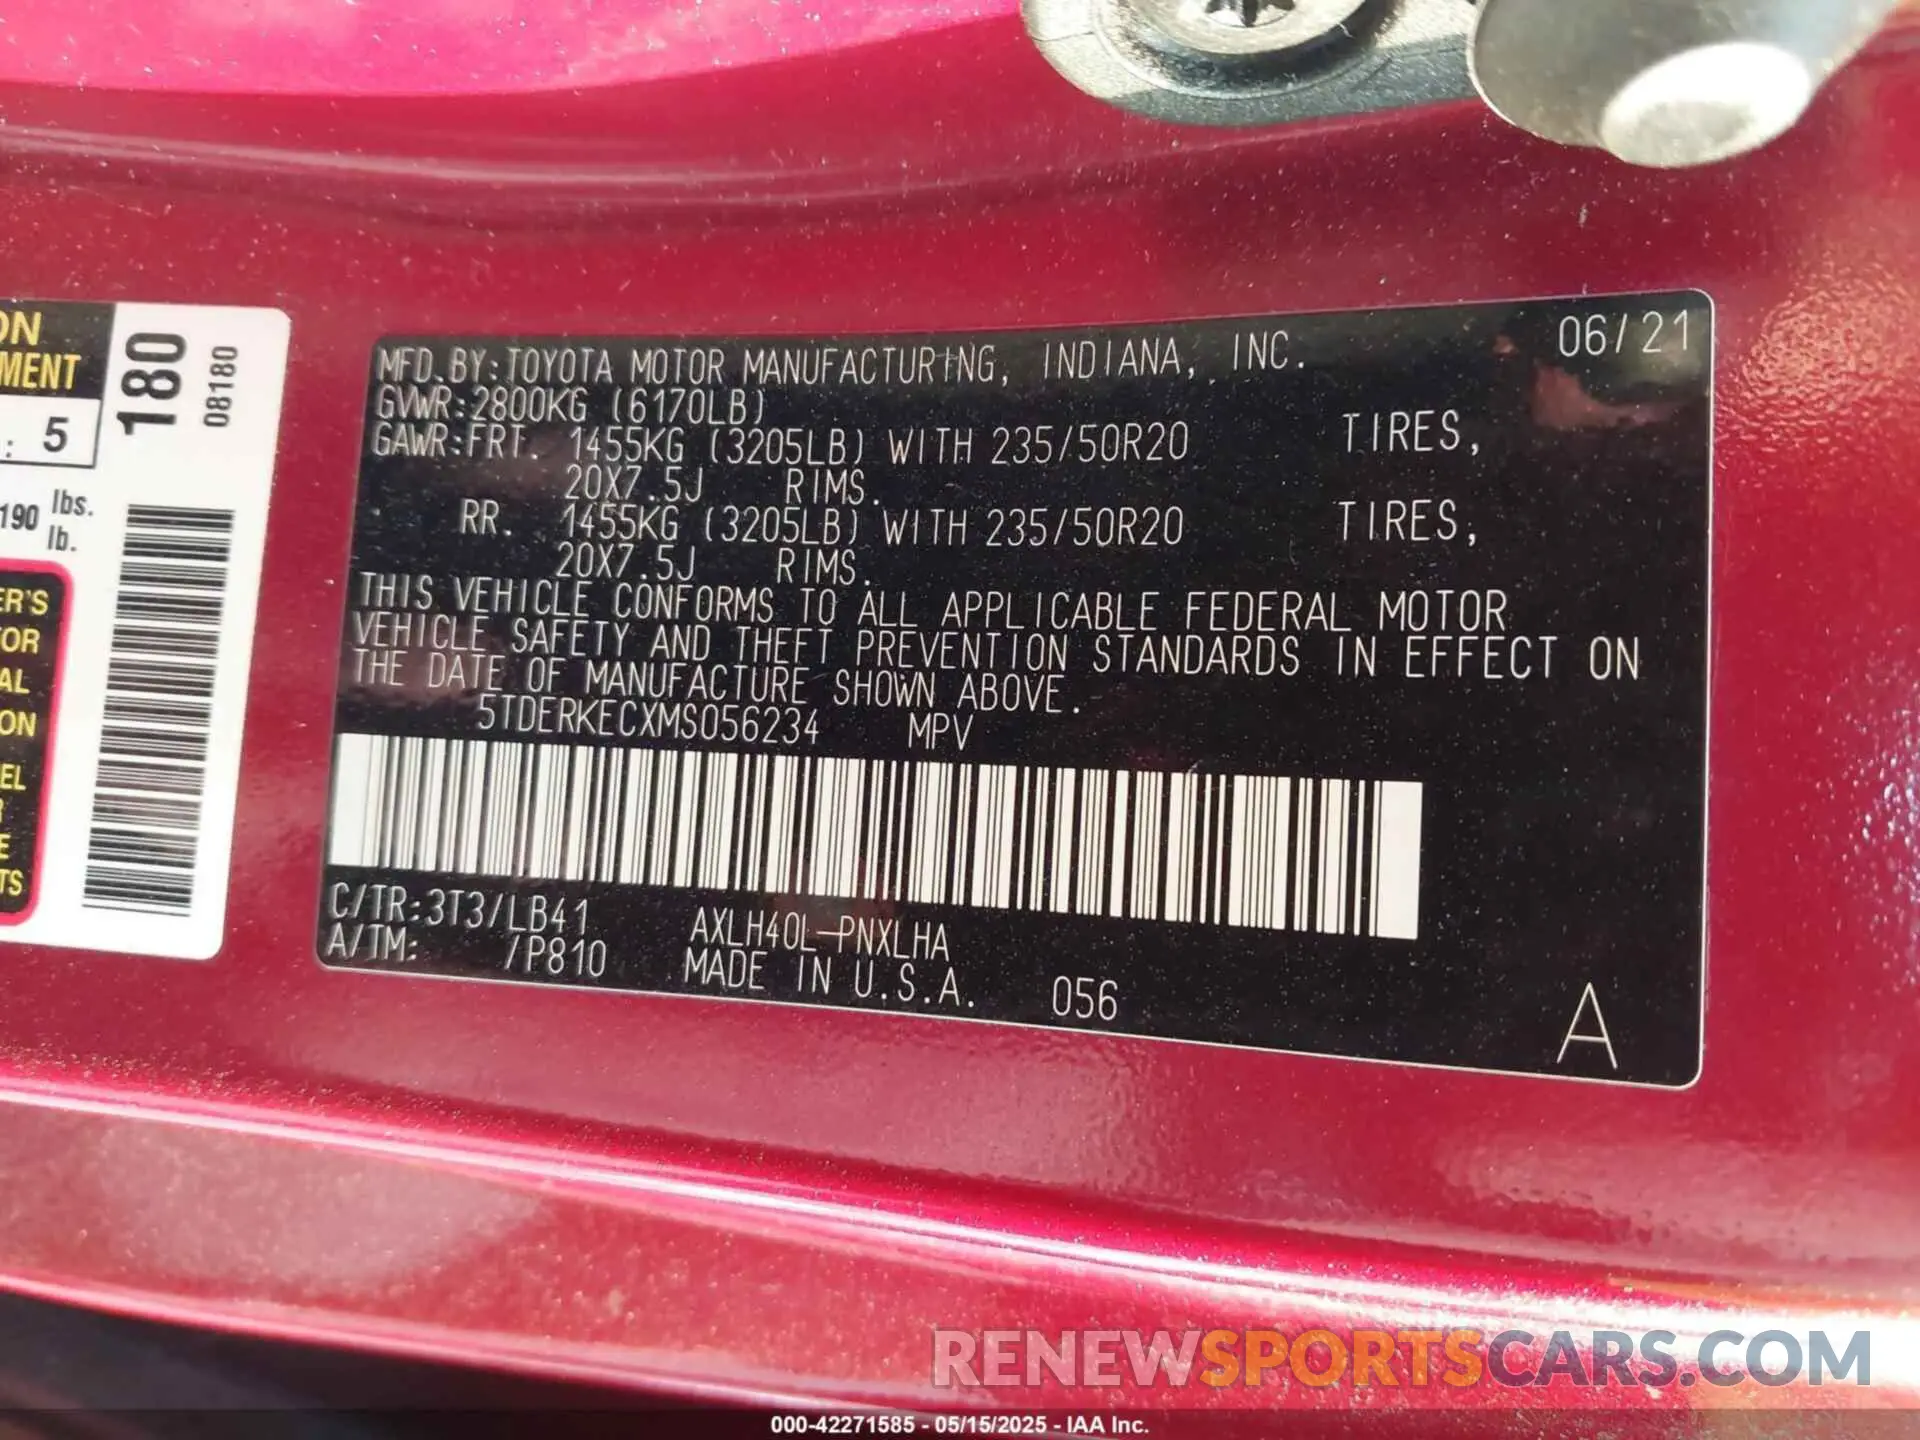 ON
MENT
: 5
190 lbs.
lb.
180
08180
ER'S
TOR
AL
ON
EL
E
TS
MFD.BY:TOYOTA MOTOR MANUFACTURING, INDIANA, INC. 06/21
GVWR:2800KG (6170LB)
GAWR:FRT. 1455KG (3205LB) WITH 235/50R20 TIRES,
20X7.5J RIMS.
RR. 1455KG (3205LB) WITH 235/50R20 TIRES,
20X7.5J RIMS.
THIS VEHICLE CONFORMS TO ALL APPLICABLE FEDERAL MOTOR
VEHICLE SAFETY AND THEFT PREVENTION STANDARDS IN EFFECT ON
THE DATE OF MANUFACTURE SHOWN ABOVE.
5TDERKECXMS056234 MPV
C/TR:3T3/LB41 AXLH40L-PNXLHA
A/TM: /P810 MADE IN U.S.A. 056
A
RENEWSPORTSCARS.COM
000-42271585 - 05/15/2025 - IAA Inc.